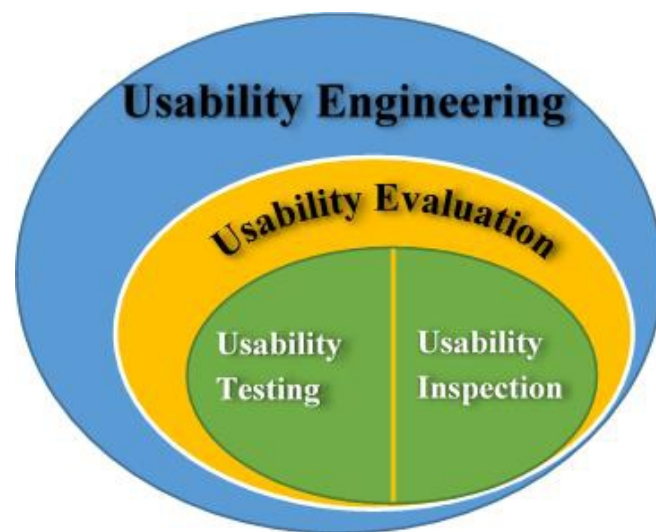 Usability Engineering
Usability Evaluation
Usability
Testing
Usability
Inspection